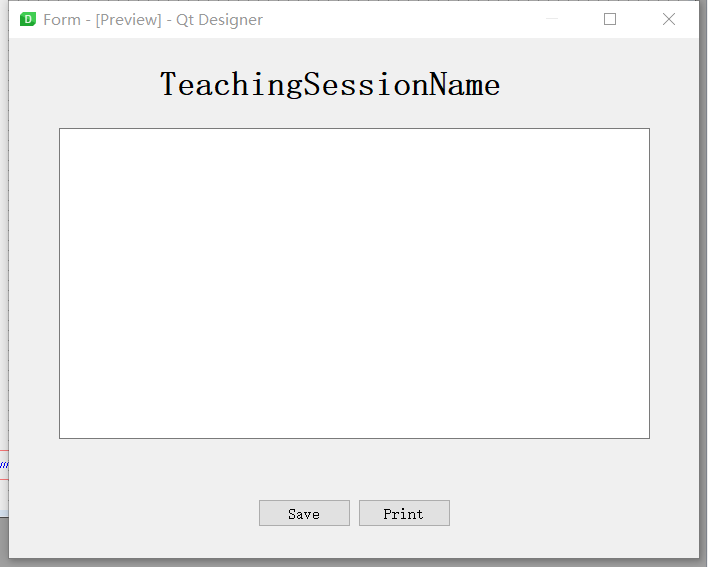 Form - [Preview] - Qt Designer
TeachingSessionName
Save
Print